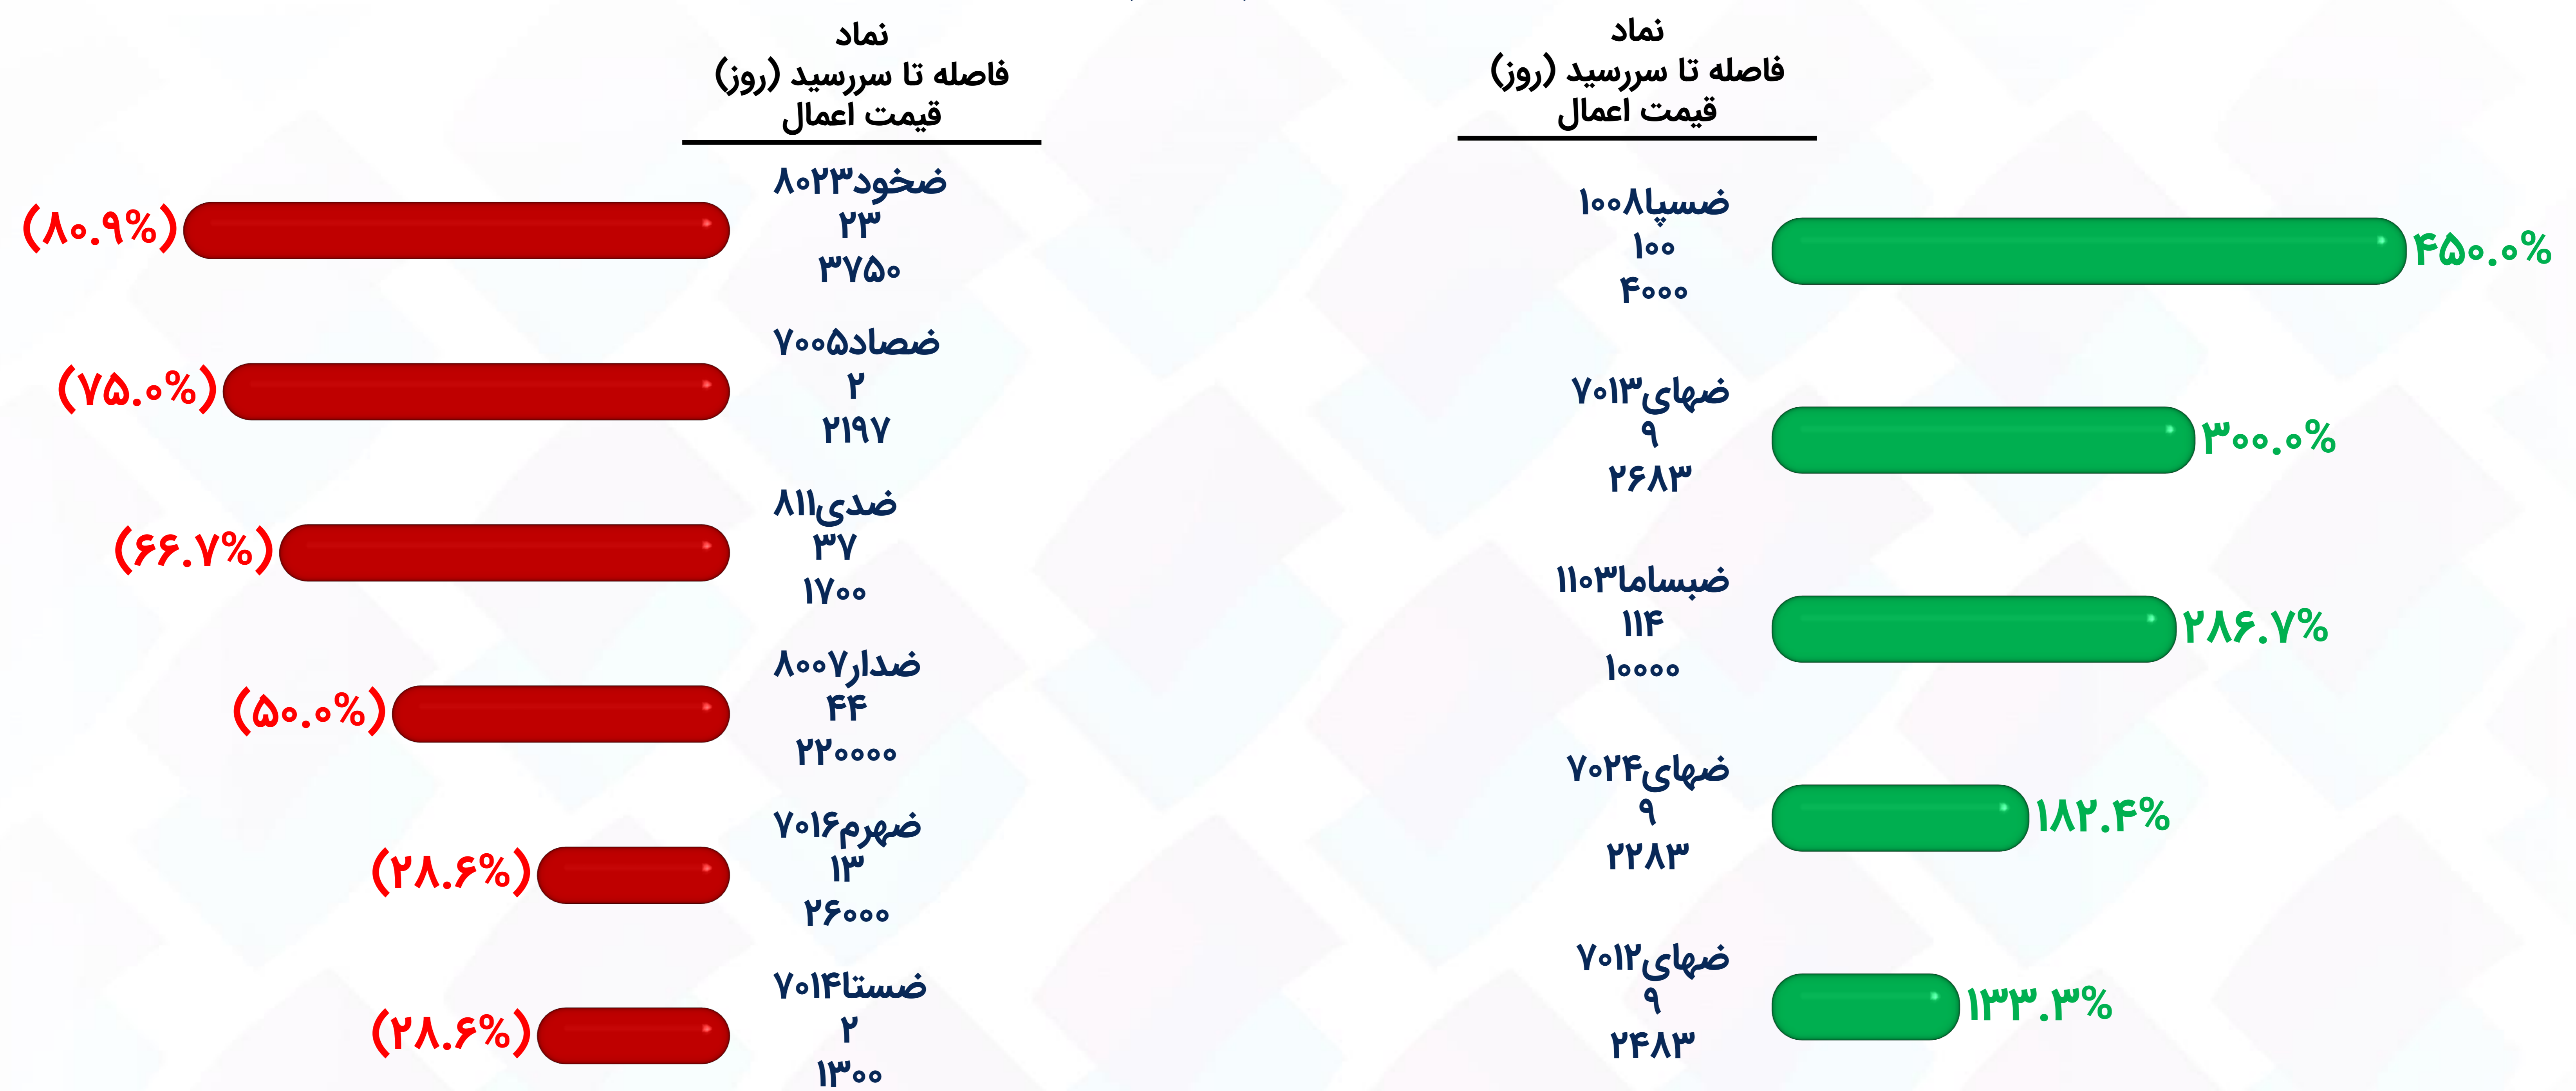 نماد
فاصله تا سررسید (روز)
قیمت اعمال
ضسپا۱۰۰۸
۱۰۰
۴۰۰۰
۴۵۰.۰%
ضهای۷۰۱۳
۹
۲۶۸۳
۳۰۰.۰%
ضبساما۱۱۰۳
۱۱۴
۱۰۰۰۰
۲۸۶.۷%
ضهای۷۰۲۴
۹
۲۲۸۳
۱۸۲.۴%
ضهای۷۰۱۲
۹
۲۴۸۳
۱۳۳.۳%
نماد
فاصله تا سررسید (روز)
قیمت اعمال
ضخود۸۰۲۳
۲۳
۳۷۵۰
(۸۰.۹%)
ضصاد۷۰۰۵
۲
۲۱۹۷
(۷۵.۰%)
ضدی۸۱۱
۳۷
۱۷۰۰
(۶۶.۷%)
ضدار۸۰۰۷
۴۴
۲۲۰۰۰۰
(۵۰.۰%)
ضهرم۷۰۱۶
۱۳
۲۶۰۰۰
(۲۸.۶%)
ضستا۷۰۱۴
۲
۱۳۰۰
(۲۸.۶%)